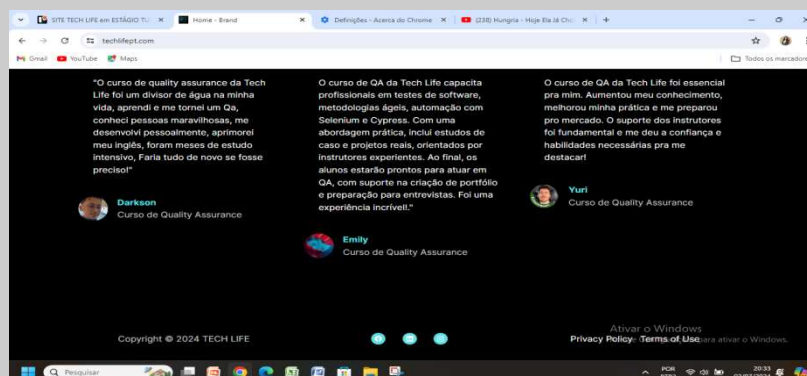 SITE TECH LIFE em ESTÁGIO TU
Home - Brand
Definições - Acerca do Chrome
(238) Hungria - Hoje Ela Já Cho
techlifept.com
Gmail
YouTube
Maps
Todos os marcadores
"O curso de quality assurance da Tech
Life foi um divisor de água na minha
vida, aprendi e me tornei um Qa,
conheci pessoas maravilhosas, me
desenvolvi pessoalmente, aprimorei
meu inglês, foram meses de estudo
intensivo, Faria tudo de novo se fosse
preciso!"
Darkson
Curso de Quality Assurance
O curso de QA da Tech Life capacita
profissionais em testes de software,
metodologias ágeis, automação com
Selenium e Cypress. Com uma
abordagem prática, inclui estudos de
caso e projetos reais, orientados por
instrutores experientes. Ao final, os
alunos estarão prontos para atuar em
QA, com suporte na criação de portfólio
e preparação para entrevistas. Foi uma
experiência incrível!."
Emily
Curso de Quality Assurance
O curso de QA da Tech Life foi essencial
pra mim. Aumentou meu conhecimento,
melhorou minha prática e me preparou
pro mercado. O suporte dos instrutores
foi fundamental e me deu a confiança e
habilidades necessárias pra me
destacar!
Yuri
Curso de Quality Assurance
Copyright © 2024 TECH LIFE
Privacy Policy
Terms of Use
Ativar o Windows
para ativar o Windows.
Pesquisar
POR
PTB2
20:33
03/07/2024